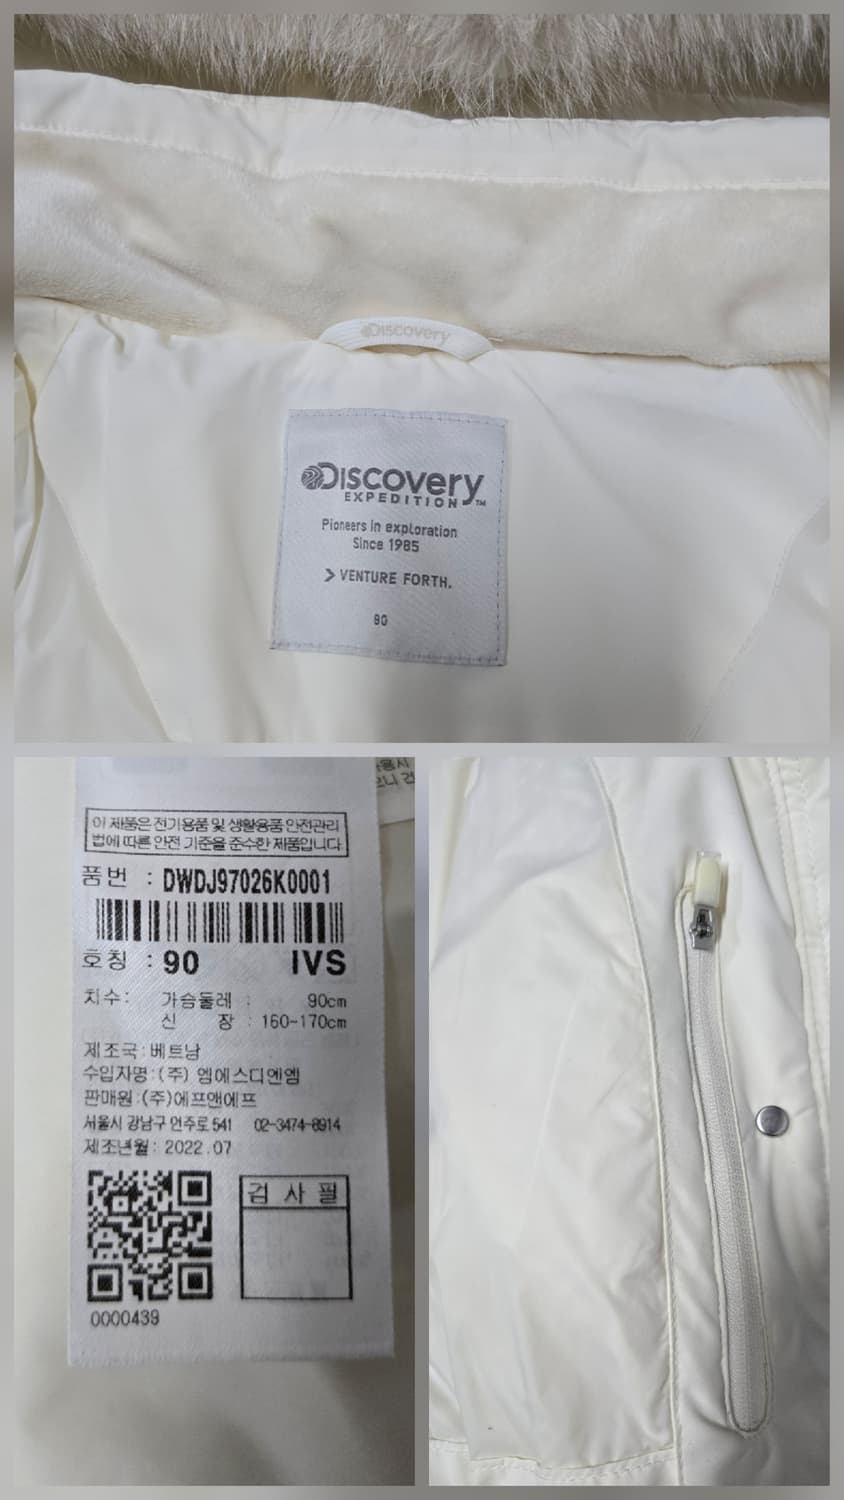 Discovery
Discovery
EXPEDITION™
Pioneers in exploration
Since 1985
> VENTURE FORTH.
90
이 제품은 전기용품 및 생활용품 안전관리
법에 따른 안전 기준을 준수한 제품입니다
품번 : DWDJ97026K0001
호칭 : 90 IVS
치수: 가슴둘레 : 90cm
신 장 : 160-170cm
제조국:베트남
수입자명:(주) 엠에스디엔엠
판매원:(주)에프앤에프
서울시 강남구 언주로 541 02-3474-8914
제조년월: 2022.07
검 사 필
0000439